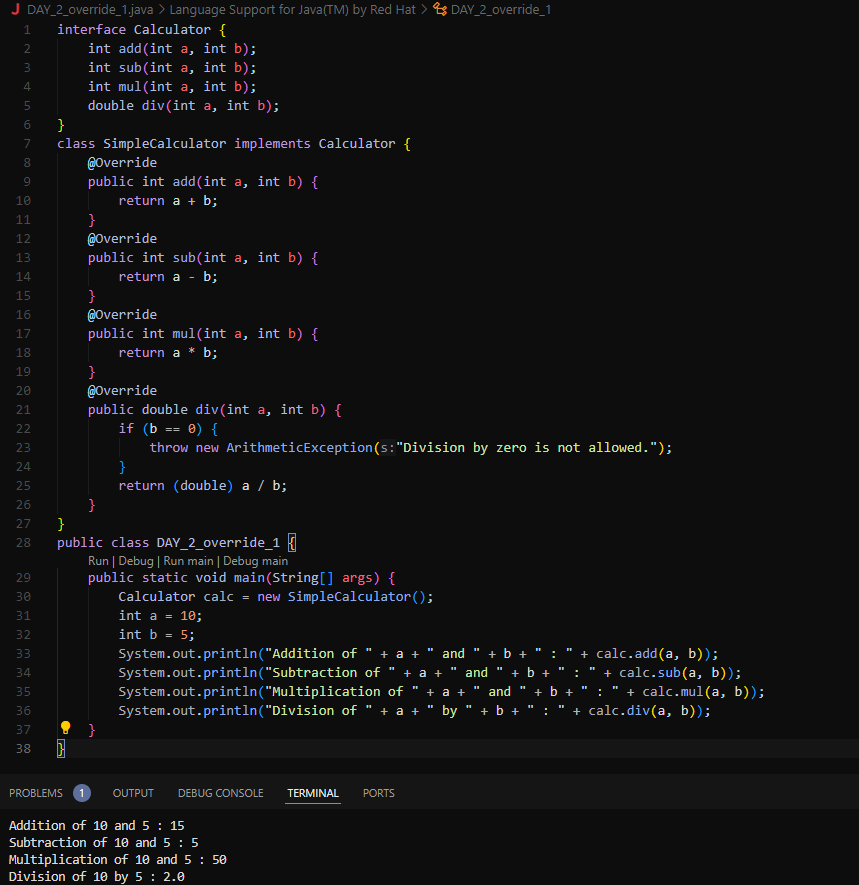 J DAY_2_override_1.java > Language Support for Java(TM) by Red Hat > DAY_2_override_1
1 interface Calculator {
2     int add(int a, int b);
3     int sub(int a, int b);
4     int mul(int a, int b);
5     double div(int a, int b);
6 }
7 class SimpleCalculator implements Calculator {
8     @Override
9     public int add(int a, int b) {
10         return a + b;
11     }
12     @Override
13     public int sub(int a, int b) {
14         return a - b;
15     }
16     @Override
17     public int mul(int a, int b) {
18         return a * b;
19     }
20     @Override
21     public double div(int a, int b) {
22         if (b == 0) {
23             throw new ArithmeticException(s:"Division by zero is not allowed.");
24         }
25         return (double) a / b;
26     }
27 }
28 public class DAY_2_override_1 {
Run | Debug | Run main | Debug main
29     public static void main(String[] args) {
30         Calculator calc = new SimpleCalculator();
31         int a = 10;
32         int b = 5;
33         System.out.println("Addition of " + a + " and " + b + " : " + calc.add(a, b));
34         System.out.println("Subtraction of " + a + " and " + b + " : " + calc.sub(a, b));
35         System.out.println("Multiplication of " + a + " and " + b + " : " + calc.mul(a, b));
36         System.out.println("Division of " + a + " by " + b + " : " + calc.div(a, b));
37     }
38 }
PROBLEMS 1 OUTPUT DEBUG CONSOLE TERMINAL PORTS
Addition of 10 and 5 : 15
Subtraction of 10 and 5 : 5
Multiplication of 10 and 5 : 50
Division of 10 by 5 : 2.0